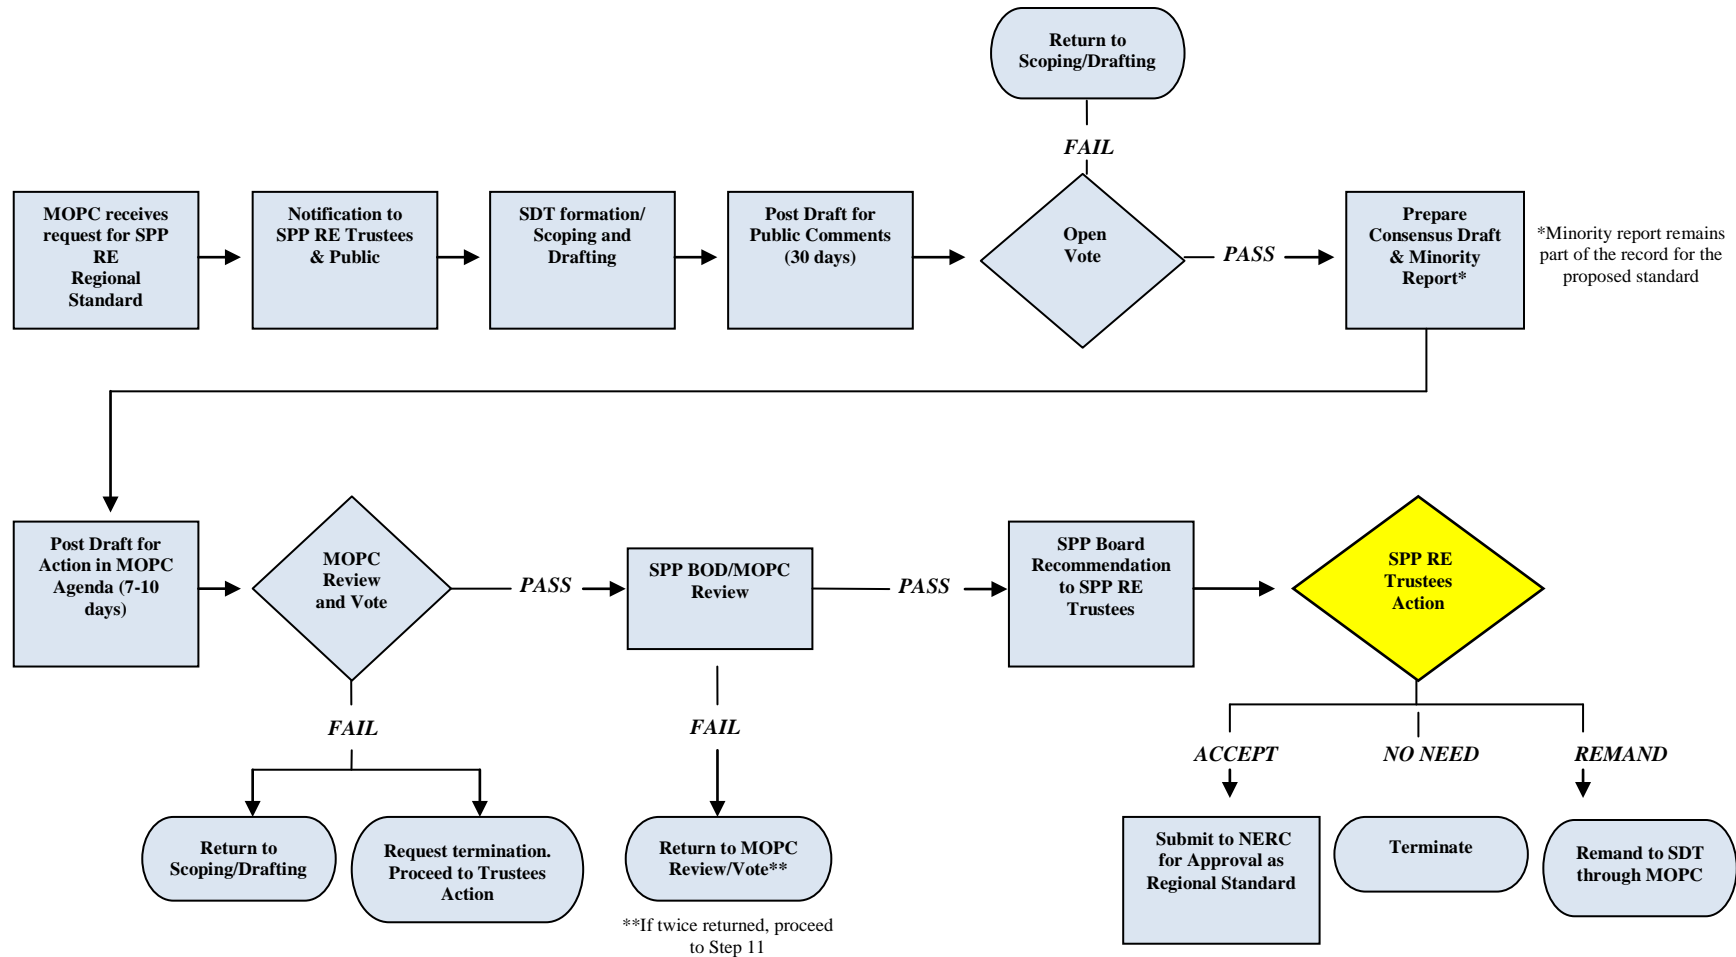 Return to
Scoping/Drafting
FAIL
MOPC receives
request for SPP
RE
Regional
Standard
Notification to
SPP RE Trustees
& Public
SDT formation/
Scoping and
Drafting
Post Draft for
Public Comments
(30 days)
Open
Vote
PASS
Prepare
Consensus Draft
& Minority
Report*
*Minority report remains
part of the record for the
proposed standard
Post Draft for
Action in MOPC
Agenda (7-10
days)
MOPC
Review
and Vote
PASS
SPP BOD/MOPC
Review
PASS
SPP Board
Recommendation
to SPP RE
Trustees
SPP RE
Trustees
Action
FAIL
FAIL
ACCEPT
NO NEED
REMAND
Return to
Scoping/Drafting
Request termination.
Proceed to Trustees
Action
Return to MOPC
Review/Vote**
**If twice returned, proceed
to Step 11
Submit to NERC
for Approval as
Regional Standard
Terminate
Remand to SDT
through MOPC